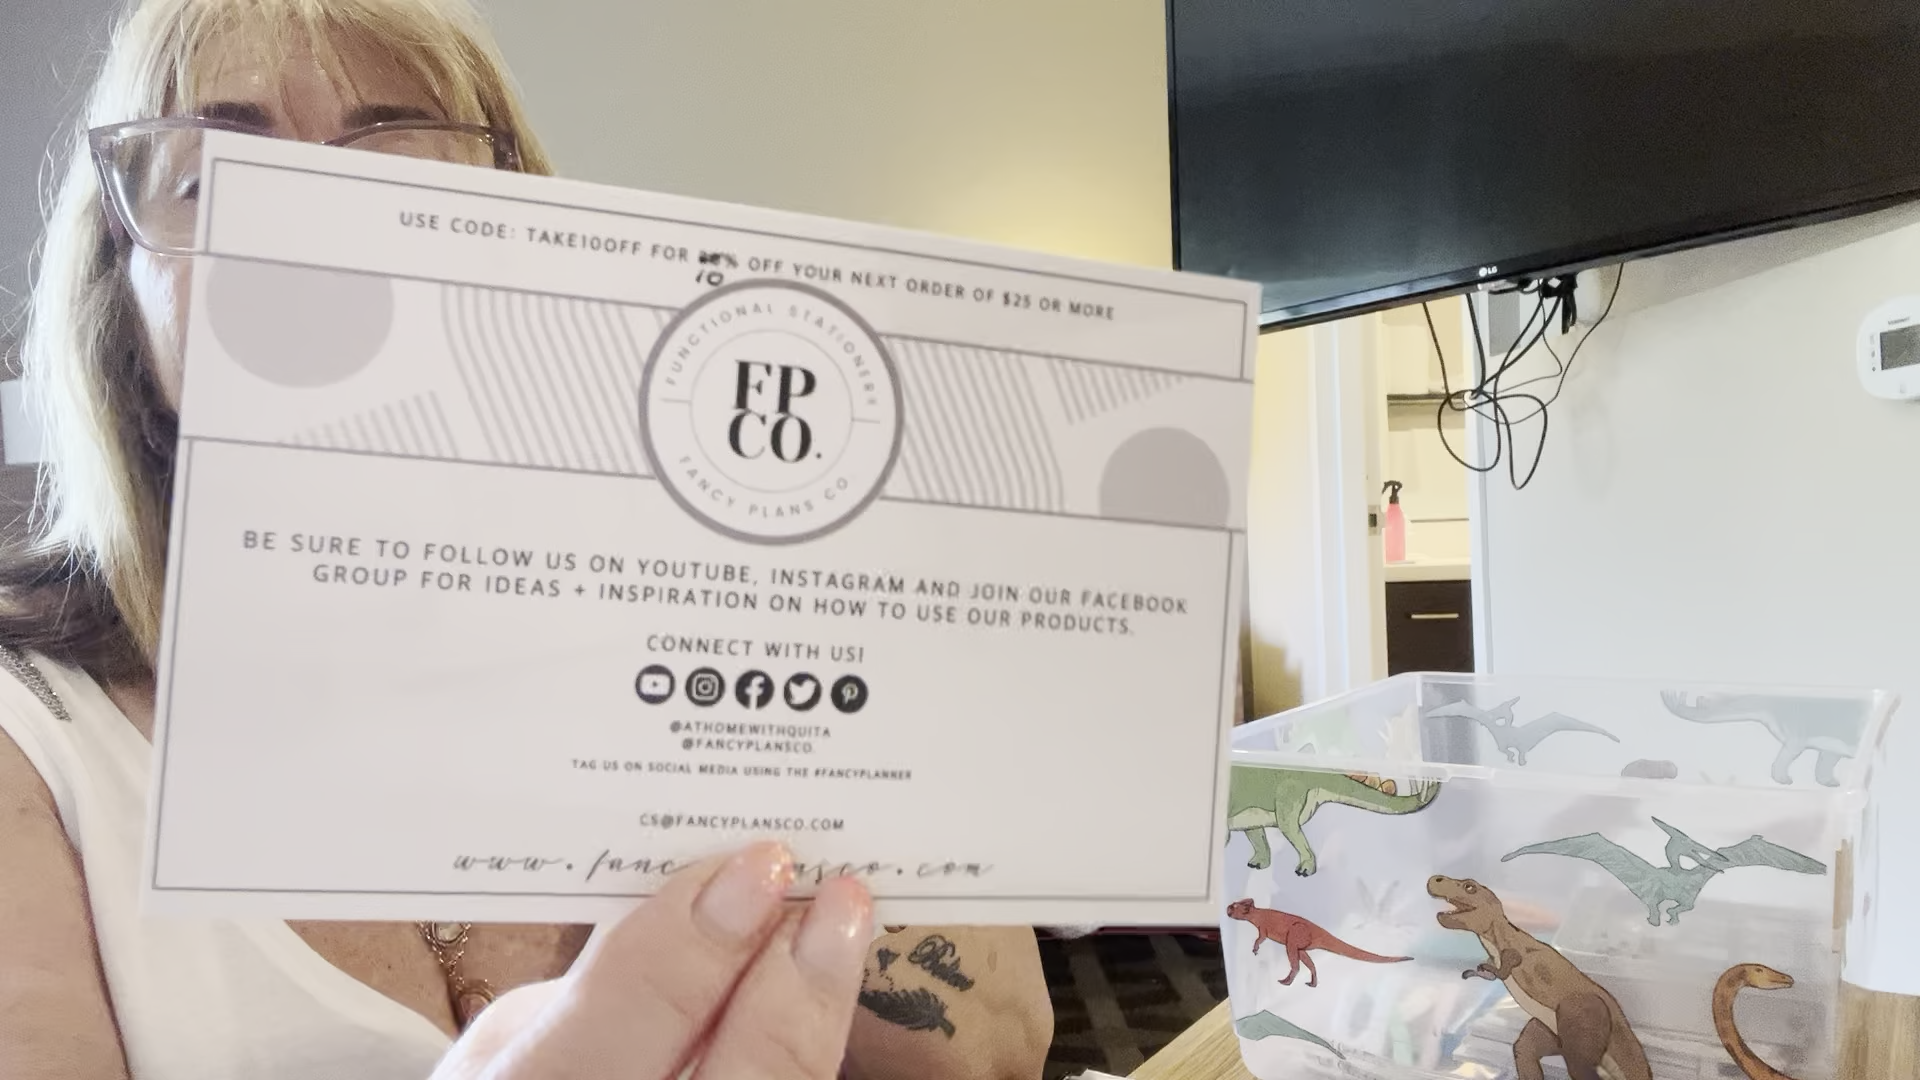 USE CODE: TAKE10OFF FOR % OFF YOUR NEXT ORDER OF $25 OR MORE
10
FUNCTIONAL STATIONERY
FP
CO.
FANCY PLANS CO
BE SURE TO FOLLOW US ON YOUTUBE, INSTAGRAM AND JOIN OUR FACEBOOK
GROUP FOR IDEAS + INSPIRATION ON HOW TO USE OUR PRODUCTS.
CONNECT WITH US!
@ATHOMEWITHQUITA
@FANCYPLANSCO
TAG US ON SOCIAL MEDIA USING THE #FANCYPLANNER
CS@FANCYPLANSCO.COM
LG